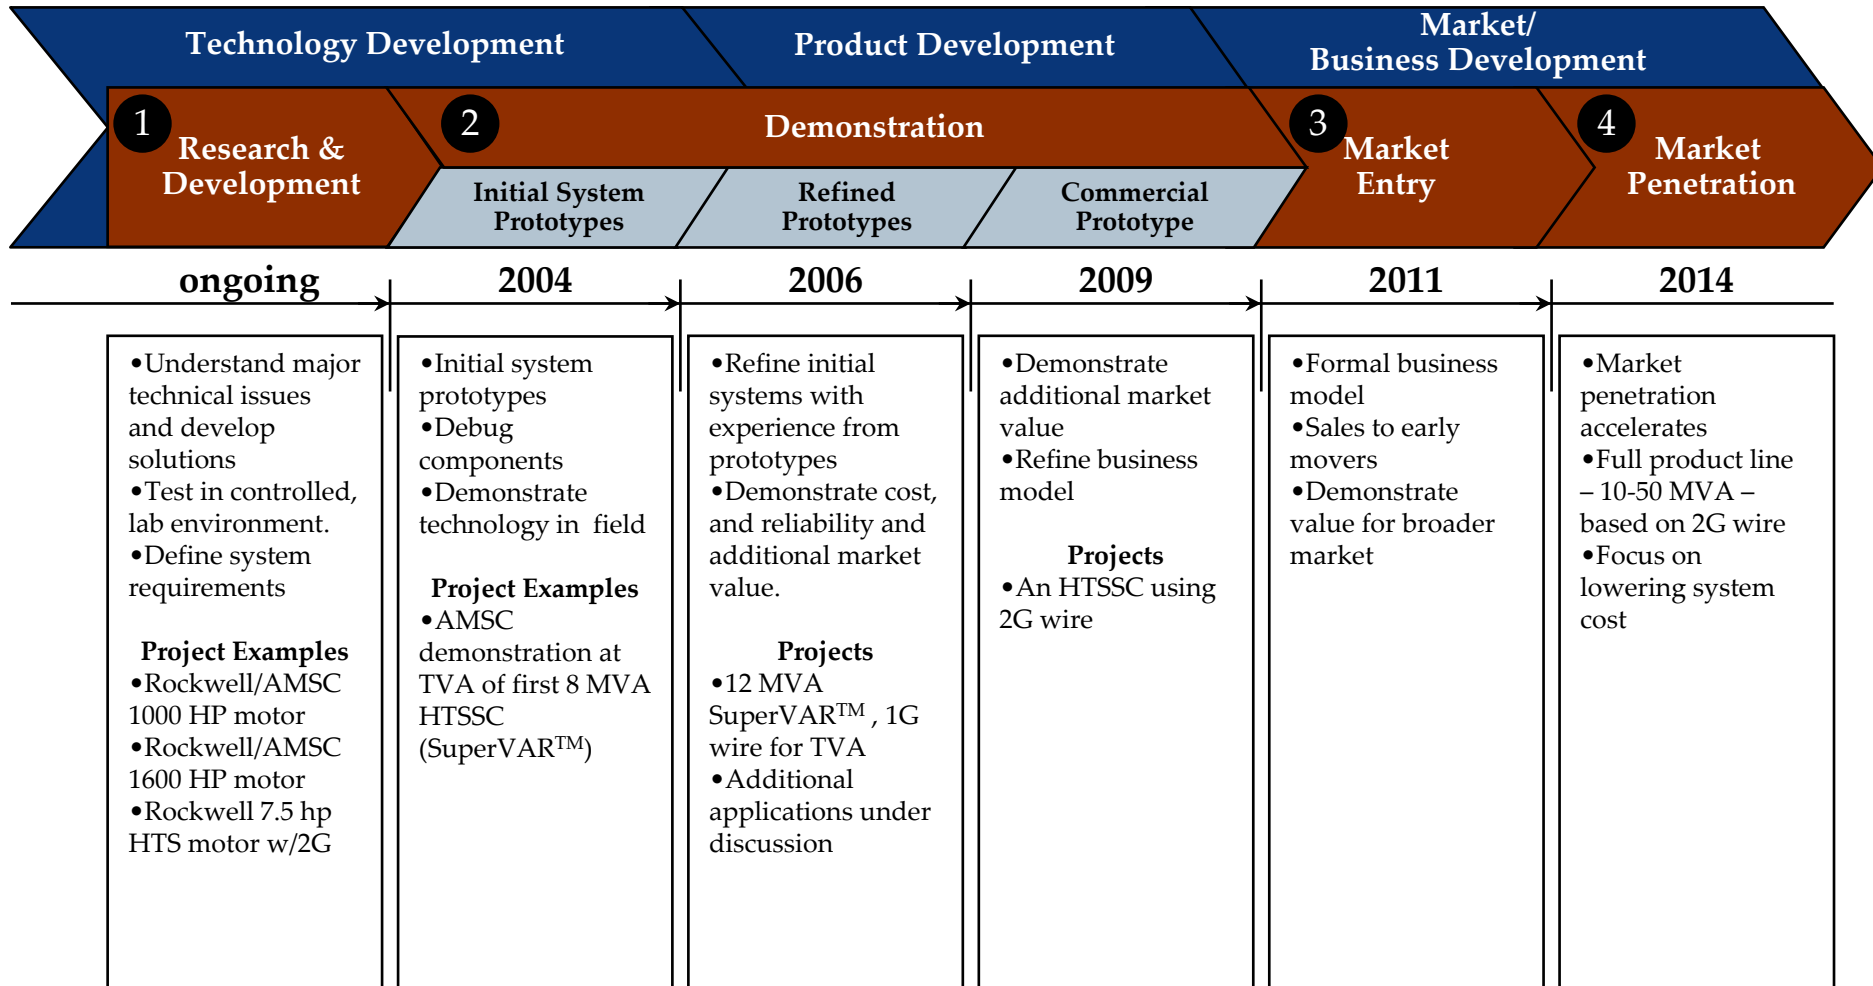 Technology Development
Product Development
Market/
Business Development
1
Research &
Development
2
Demonstration
Initial System
Prototypes
Refined
Prototypes
Commercial
Prototype
3
Market
Entry
4
Market
Penetration
ongoing
2004
2006
2009
2011
2014
•Understand major
technical issues
and develop
solutions
•Test in controlled,
lab environment.
•Define system
requirements
Project Examples
•Rockwell/AMSC
1000 HP motor
•Rockwell/AMSC
1600 HP motor
•Rockwell 7.5 hp
HTS motor w/2G
•Initial system
prototypes
•Debug
components
•Demonstrate
technology in  field
Project Examples
•AMSC
demonstration at
TVA of first 8 MVA
HTSSC
(SuperVAR™)
•Refine initial
systems with
experience from
prototypes
•Demonstrate cost,
and reliability and
additional market
value.
Projects
•12 MVA
SuperVAR™ , 1G
wire for TVA
•Additional
applications under
discussion
•Demonstrate
additional market
value
•Refine business
model
Projects
•An HTSSC using
2G wire
•Formal business
model
•Sales to early
movers
•Demonstrate
value for broader
market
•Market
penetration
accelerates
•Full product line
– 10-50 MVA –
based on 2G wire
•Focus on
lowering system
cost